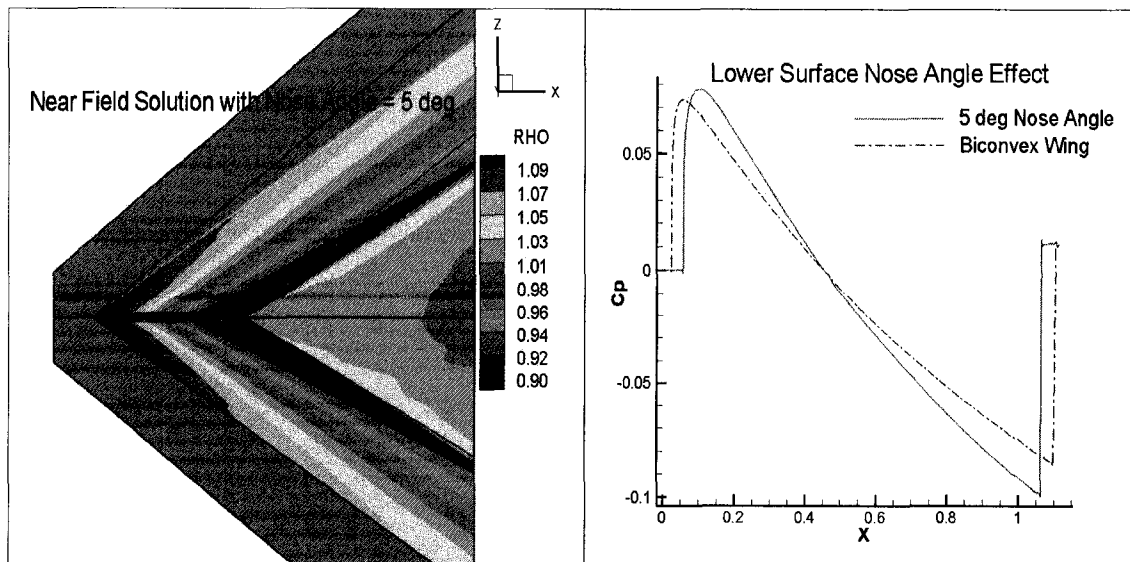 Near Field Solution with Nose Angle = 5 deg
Z
Y
X
RHO
1.09
1.07
1.05
1.03
1.01
0.98
0.96
0.94
0.92
0.90
Lower Surface Nose Angle Effect
5 deg Nose Angle
Biconvex Wing
0.05
0
-0.05
-0.1
Cp
0
0.2
0.4
0.6
0.8
1
X